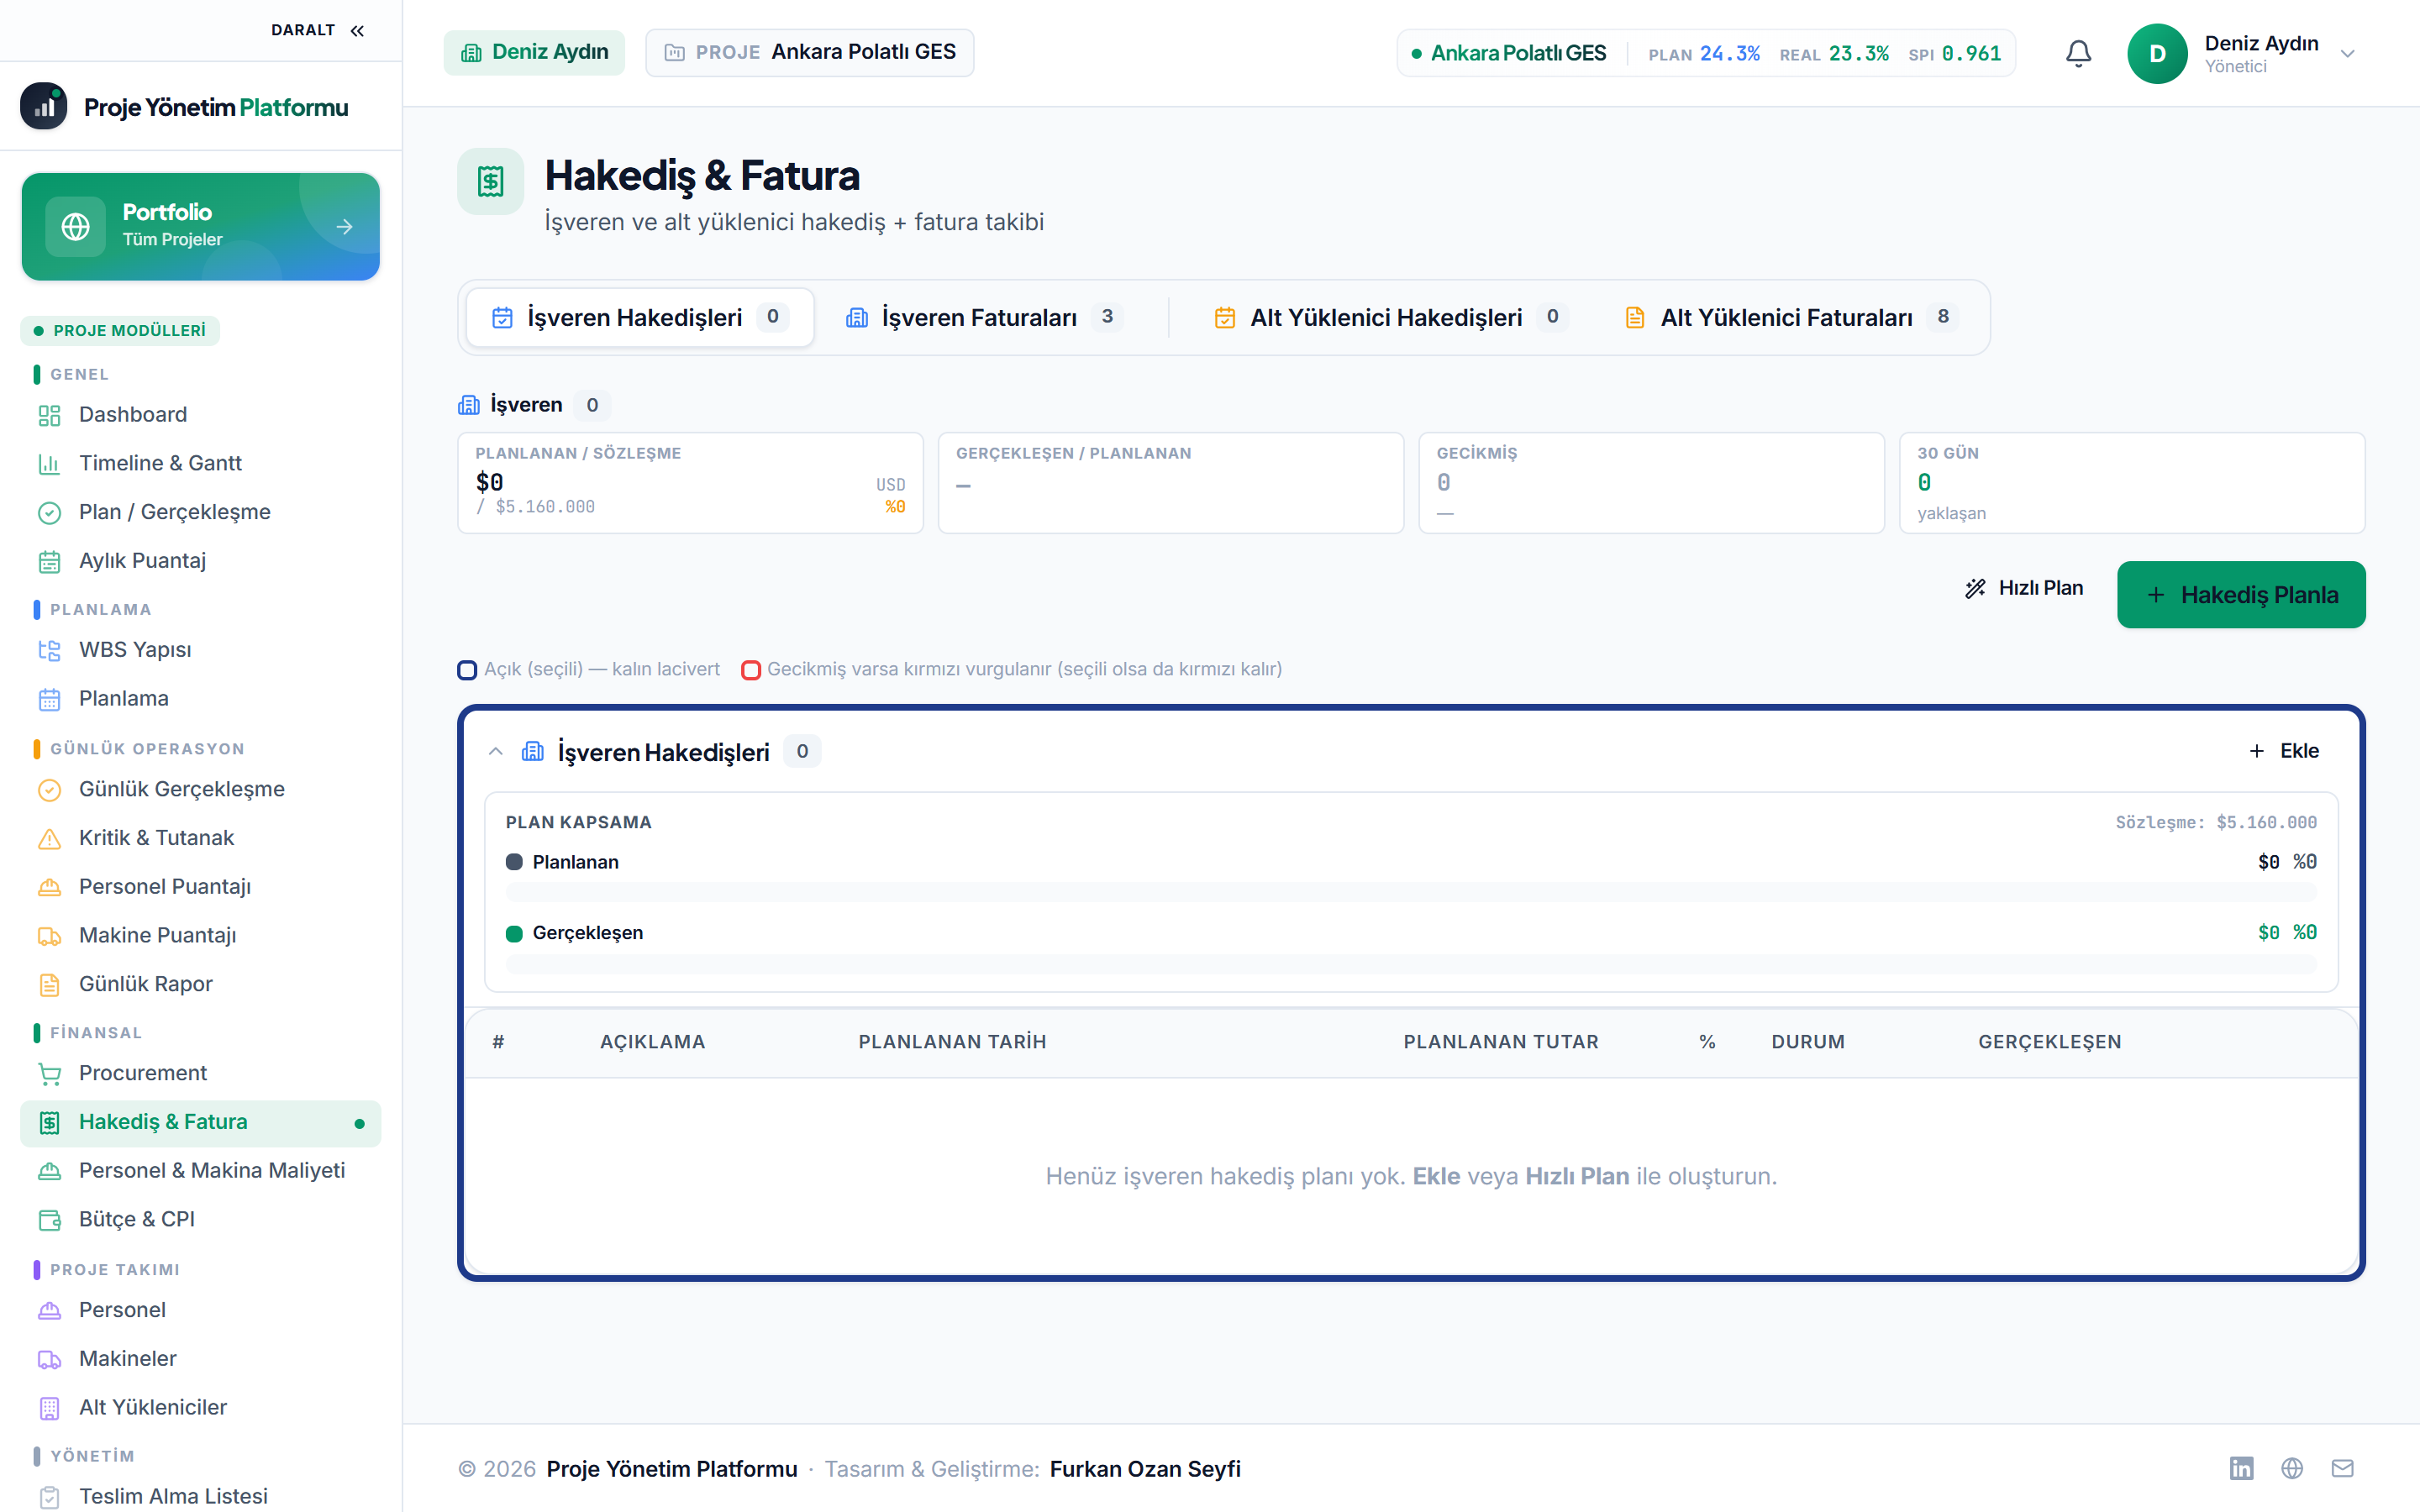 DARALT
Proje Yönetim Platformu
Portfolio
Tüm Projeler
PROJE MODÜLLERİ
GENEL
Dashboard
Timeline & Gantt
Plan / Gerçekleşme
Aylık Puantaj
PLANLAMA
WBS Yapısı
Planlama
GÜNLÜK OPERASYON
Günlük Gerçekleşme
Kritik & Tutanak
Personel Puantajı
Makine Puantajı
Günlük Rapor
FİNANSAL
Procurement
Hakediş & Fatura
Personel & Makina Maliyeti
Bütçe & CPI
PROJE TAKIMI
Personel
Makineler
Alt Yükleniciler
YÖNETİM
Teslim Alma Listesi
Deniz Aydın PROJE Ankara Polatlı GES
Ankara Polatlı GES PLAN 24.3% REAL 23.3% SPI 0.961
D
Deniz Aydın
Yönetici
Hakediş & Fatura
İşveren ve alt yüklenici hakediş + fatura takibi
İşveren Hakedişleri 0 İşveren Faturaları 3 Alt Yüklenici Hakedişleri 0 Alt Yüklenici Faturaları 8
İşveren 0
PLANLANAN / SÖZLEŞME
$0 USD
/ $5.160.000 %0
GERÇEKLEŞEN / PLANLANAN
—
GECİKMİŞ
0
—
30 GÜN
0
yaklaşan
Hızlı Plan + Hakediş Planla
Açık (seçili) — kalın lacivert Gecikmiş varsa kırmızı vurgulanır (seçili olsa da kırmızı kalır)
İşveren Hakedişleri 0 + Ekle
PLAN KAPSAMA Sözleşme: $5.160.000
Planlanan $0 %0
Gerçekleşen $0 %0
# AÇIKLAMA PLANLANAN TARİH PLANLANAN TUTAR % DURUM GERÇEKLEŞEN
Henüz işveren hakediş planı yok. Ekle veya Hızlı Plan ile oluşturun.
© 2026 Proje Yönetim Platformu · Tasarım & Geliştirme: Furkan Ozan Seyfi